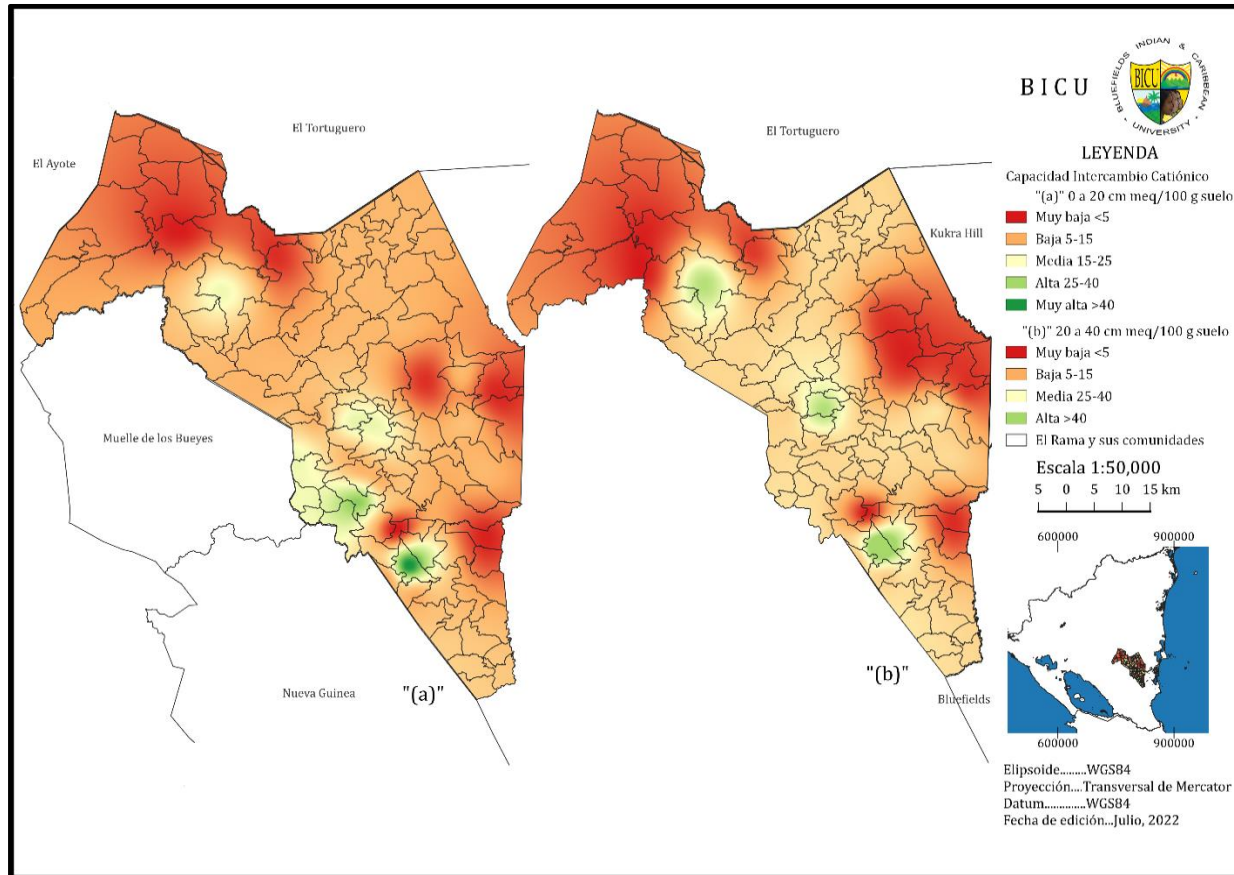 El Tortuguero
El Ayote
Muelle de los Bueyes
Nueva Guinea
"(a)"
El Tortuguero
Kukra Hill
"(b)"
Bluefields
BICU
BLUEFIELDS INDIAN & CARIBBEAN
BICU
UNIVERSITY
LEYENDA
Capacidad Intercambio Catiónico
"(a)" 0 a 20 cm meq/100 g suelo
Muy baja <5
Baja 5-15
Media 15-25
Alta 25-40
Muy alta >40
"(b)" 20 a 40 cm meq/100 g suelo
Muy baja <5
Baja 5-15
Media 25-40
Alta >40
El Rama y sus comunidades
Escala 1:50,000
5 0 5 10 15 km
600000 900000
600000 900000
Elipsoide.........WGS84
Proyección....Transversal de Mercator
Datum..............WGS84
Fecha de edición...Julio, 2022